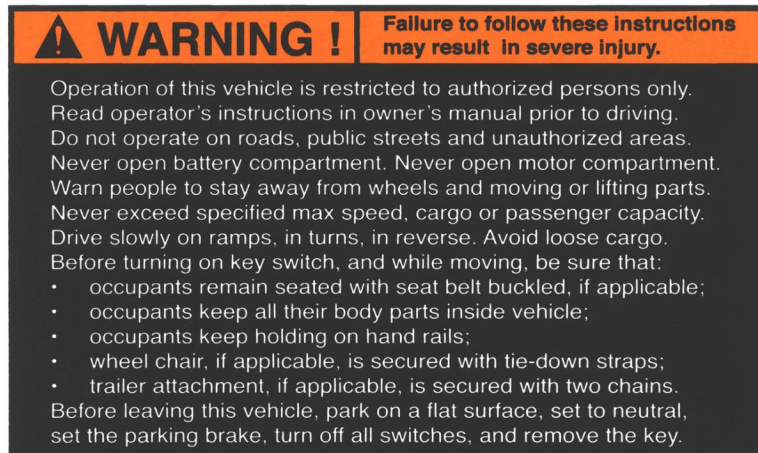 WARNING !
Failure to follow these instructions
may result in severe injury.
Operation of this vehicle is restricted to authorized persons only.
Read operator's instructions in owner's manual prior to driving.
Do not operate on roads, public streets and unauthorized areas.
Never open battery compartment. Never open motor compartment.
Warn people to stay away from wheels and moving or lifting parts.
Never exceed specified max speed, cargo or passenger capacity.
Drive slowly on ramps, in turns, in reverse. Avoid loose cargo.
Before turning on key switch, and while moving, be sure that:
• occupants remain seated with seat belt buckled, if applicable;
• occupants keep all their body parts inside vehicle;
• occupants keep holding on hand rails;
• wheel chair, if applicable, is secured with tie-down straps;
• trailer attachment, if applicable, is secured with two chains.
Before leaving this vehicle, park on a flat surface, set to neutral,
set the parking brake, turn off all switches, and remove the key.